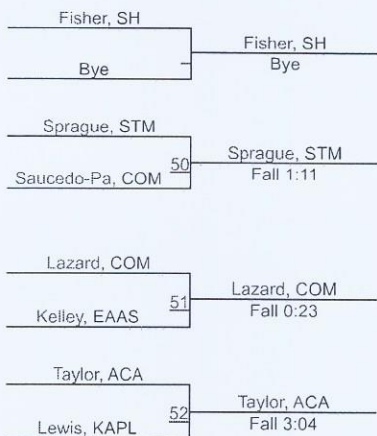 Fisher, SH
Fisher, SH
Bye
Bye
Sprague, STM
50
Sprague, STM
Fall 1:11
Saucedo-Pa, COM
Lazard, COM
51
Lazard, COM
Fall 0:23
Kelley, EAAS
Taylor, ACA
52
Taylor, ACA
Fall 3:04
Lewis, KAPL